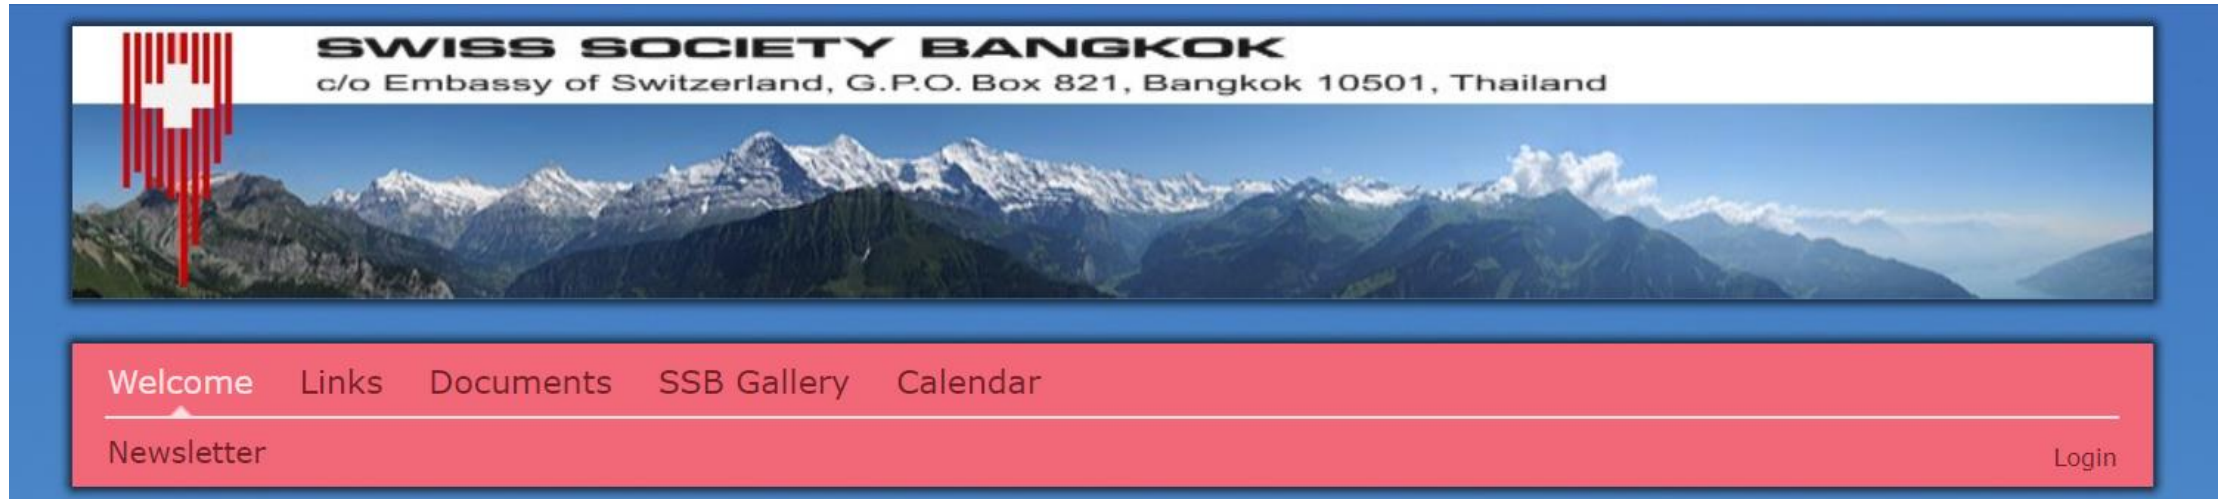 SWISS SOCIETY BANGKOK
c/o Embassy of Switzerland, G.P.O. Box 821, Bangkok 10501, Thailand
Welcome Links Documents SSB Gallery Calendar
Newsletter Login